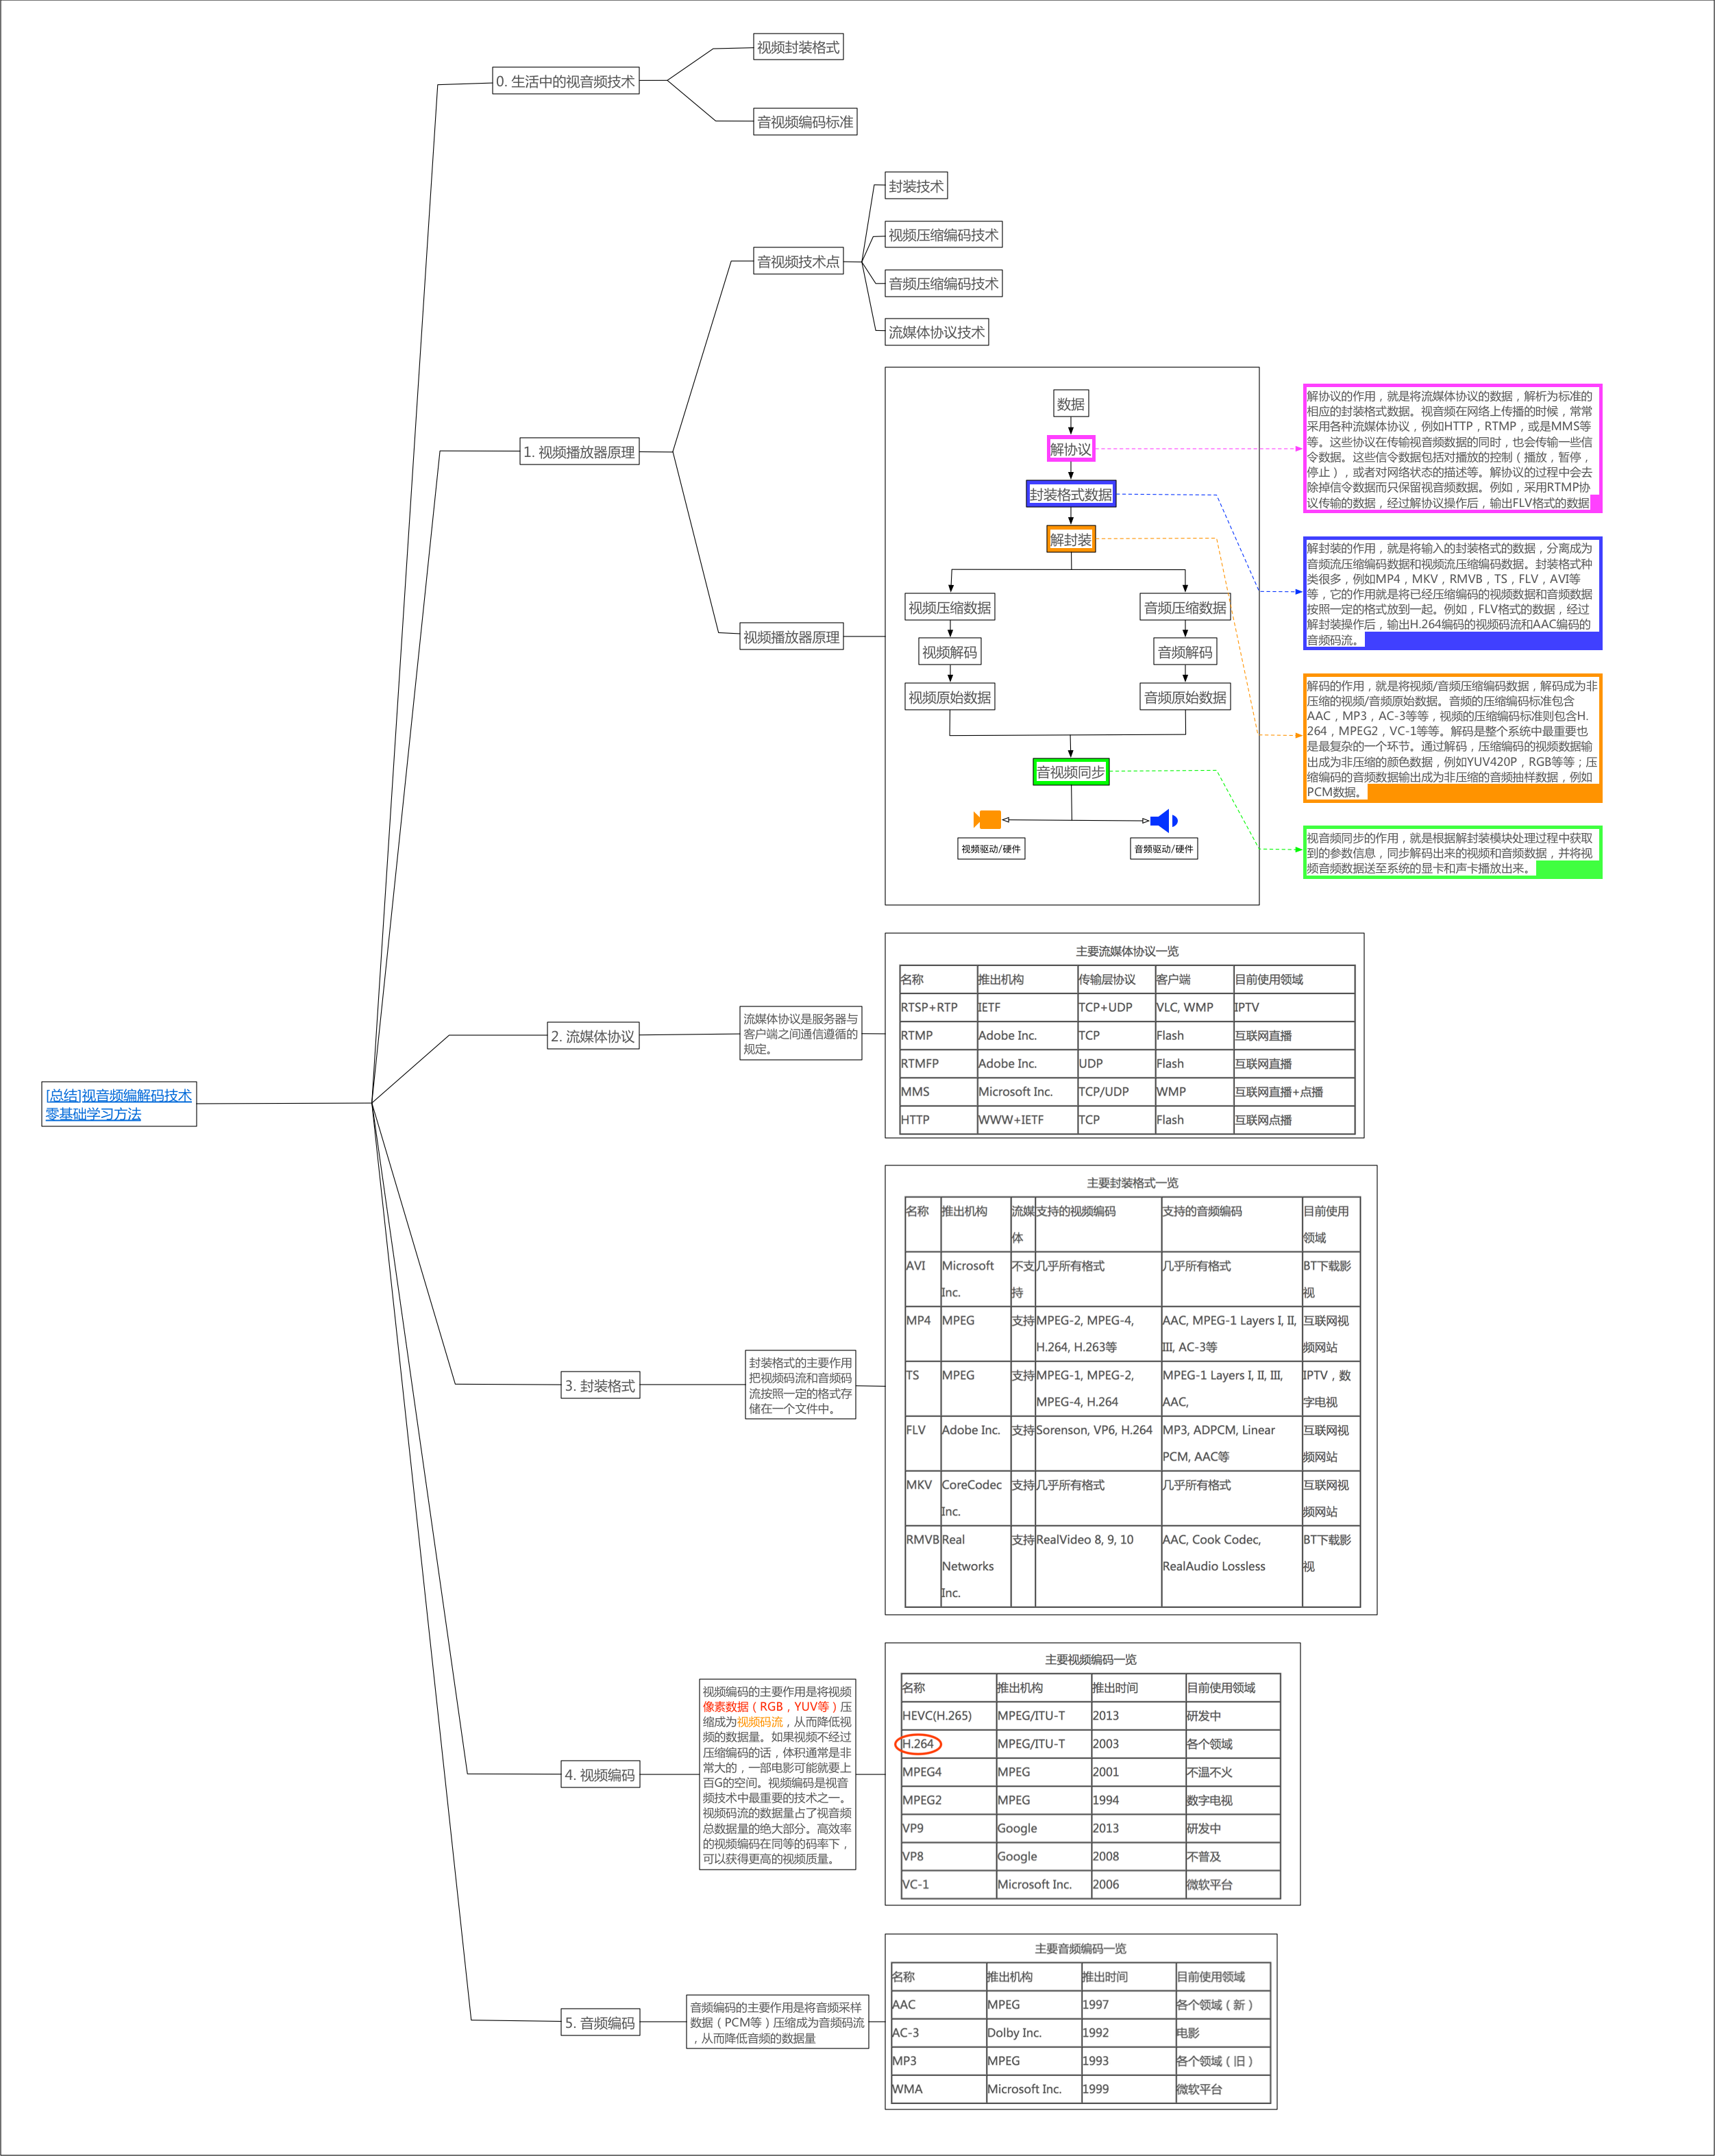 [总结]视音频编解码技术
零基础学习方法
0. 生活中的视音频技术
视频封装格式
音视频编码标准
1. 视频播放器原理
音视频技术点
封装技术
视频压缩编码技术
音频压缩编码技术
流媒体协议技术
视频播放器原理
数据
解协议
封装格式数据
解封装
视频压缩数据
音频压缩数据
视频解码
音频解码
视频原始数据
音频原始数据
音视频同步
视频驱动/硬件
音频驱动/硬件
解协议的作用，就是将流媒体协议的数据，解析为标准的
相应的封装格式数据。视音频在网络上传播的时候，常常
采用各种流媒体协议，例如HTTP，RTMP，或是MMS等
等。这些协议在传输视音频数据的同时，也会传输一些信
令数据。这些信令数据包括对播放的控制（播放，暂停，
停止），或者对网络状态的描述等。解协议的过程中会去
除掉信令数据而只保留视音频数据。例如，采用RTMP协
议传输的数据，经过解协议操作后，输出FLV格式的数据
解封装的作用，就是将输入的封装格式的数据，分离成为
音频流压缩编码数据和视频流压缩编码数据。封装格式种
类很多，例如MP4，MKV，RMVB，TS，FLV，AVI等
等，它的作用就是将已经压缩编码的视频数据和音频数据
按照一定的格式放到一起。例如，FLV格式的数据，经过
解封装操作后，输出H.264编码的视频码流和AAC编码的
音频码流。
解码的作用，就是将视频/音频压缩编码数据，解码成为非
压缩的视频/音频原始数据。音频的压缩编码标准包含
AAC，MP3，AC-3等等，视频的压缩编码标准则包含H.
264，MPEG2，VC-1等等。解码是整个系统中最重要也
是最复杂的一个环节。通过解码，压缩编码的视频数据输
出成为非压缩的颜色数据，例如YUV420P，RGB等等；压
缩编码的音频数据输出成为非压缩的音频抽样数据，例如
PCM数据。
视音频同步的作用，就是根据解封装模块处理过程中获取
到的参数信息，同步解码出来的视频和音频数据，并将视
频音频数据送至系统的显卡和声卡播放出来。
2. 流媒体协议
流媒体协议是服务器与
客户端之间通信遵循的
规定。
主要流媒体协议一览
名称 推出机构 传输层协议 客户端 目前使用领域
RTSP+RTP IETF TCP+UDP VLC, WMP IPTV
RTMP Adobe Inc. TCP Flash 互联网直播
RTMFP Adobe Inc. UDP Flash 互联网直播
MMS Microsoft Inc. TCP/UDP WMP 互联网直播+点播
HTTP WWW+IETF TCP Flash 互联网点播
3. 封装格式
封装格式的主要作用
把视频码流和音频码
流按照一定的格式存
储在一个文件中。
主要封装格式一览
名称 推出机构 流媒 支持的视频编码 支持的音频编码 目前使用
体 领域
AVI Microsoft 不支 几乎所有格式 几乎所有格式 BT下载影
Inc. 持 视
MP4 MPEG 支持 MPEG-2, MPEG-4, AAC, MPEG-1 Layers I, II, 互联网视
H.264, H.263等 III, AC-3等 频网站
TS MPEG 支持 MPEG-1, MPEG-2, MPEG-1 Layers I, II, III, IPTV，数
MPEG-4, H.264 AAC, 字电视
FLV Adobe Inc. 支持 Sorenson, VP6, H.264 MP3, ADPCM, Linear 互联网视
PCM, AAC等 频网站
MKV CoreCodec 支持 几乎所有格式 几乎所有格式 互联网视
Inc. 频网站
RMVB Real 支持 RealVideo 8, 9, 10 AAC, Cook Codec, BT下载影
Networks RealAudio Lossless 视
Inc.
4. 视频编码
视频编码的主要作用是将视频
像素数据（RGB，YUV等）压
缩成为视频码流，从而降低视
频的数据量。如果视频不经过
压缩编码的话，体积通常是非
常大的，一部电影可能就要上
百G的空间。视频编码是视音
频技术中最重要的技术之一。
视频码流的数据量占了视音频
总数据量的绝大部分。高效率
的视频编码在同等的码率下，
可以获得更高的视频质量。
主要视频编码一览
名称 推出机构 推出时间 目前使用领域
HEVC(H.265) MPEG/ITU-T 2013 研发中
H.264 MPEG/ITU-T 2003 各个领域
MPEG4 MPEG 2001 不温不火
MPEG2 MPEG 1994 数字电视
VP9 Google 2013 研发中
VP8 Google 2008 不普及
VC-1 Microsoft Inc. 2006 微软平台
5. 音频编码
音频编码的主要作用是将音频采样
数据（PCM等）压缩成为音频码流
，从而降低音频的数据量
主要音频编码一览
名称 推出机构 推出时间 目前使用领域
AAC MPEG 1997 各个领域（新）
AC-3 Dolby Inc. 1992 电影
MP3 MPEG 1993 各个领域（旧）
WMA Microsoft Inc. 1999 微软平台